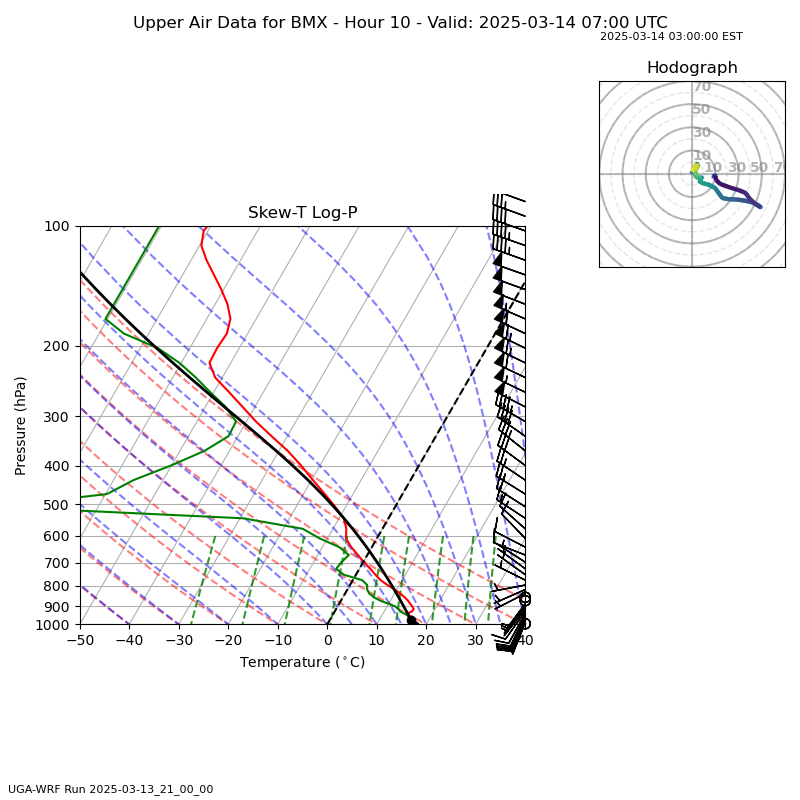 Upper Air Data for BMX - Hour 10 - Valid: 2025-03-14 07:00 UTC
2025-03-14 03:00:00 EST
Hodograph
70
50
30
10
10 30 50 70
Skew-T Log-P
100
200
300
400
500
600
700
800
900
1000
Pressure (hPa)
−50 −40 −30 −20 −10 0 10 20 30 40
Temperature (°C)
UGA-WRF Run 2025-03-13_21_00_00